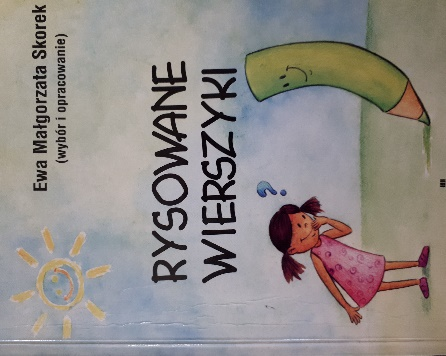 Ewa Małgorzata Skorek
(wybór i opracowanie)
RYSOWANE
WIERSZYKI
?